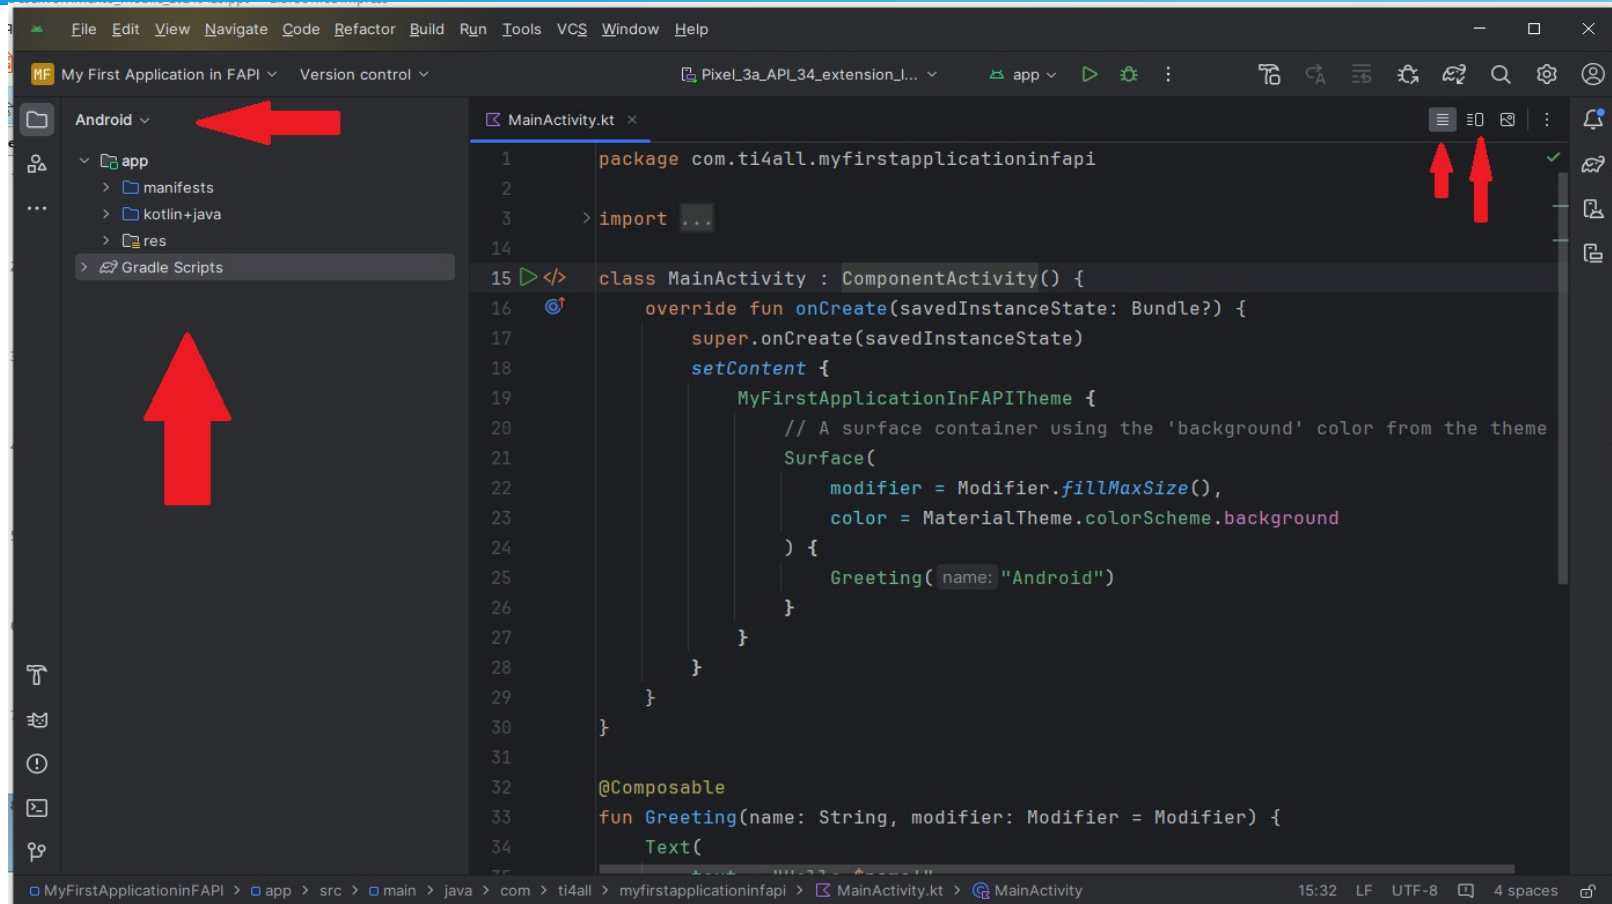 File Edit View Navigate Code Refactor Build Run Tools VCS Window Help
MF My First Application in FAPI Version control Pixel_3a_API_34_extension_l... app
Android
app
manifests
kotlin+java
res
Gradle Scripts
MainActivity.kt
1 package com.ti4all.myfirstapplicationinfapi
2
3 import ...
14
15 class MainActivity : ComponentActivity() {
16 override fun onCreate(savedInstanceState: Bundle?) {
17 super.onCreate(savedInstanceState)
18 setContent {
19 MyFirstApplicationInFAPITheme {
20 // A surface container using the 'background' color from the theme
21 Surface(
22 modifier = Modifier.fillMaxSize(),
23 color = MaterialTheme.colorScheme.background
24 ) {
25 Greeting( name: "Android")
26 }
27 }
28 }
29 }
30 }
31
32 @Composable
33 fun Greeting(name: String, modifier: Modifier = Modifier) {
34 Text(
MyFirstApplicationinFAPI > app > src > main > java > com > ti4all > myfirstapplicationinfapi > MainActivity.kt > MainActivity 15:32 LF UTF-8 4 spaces